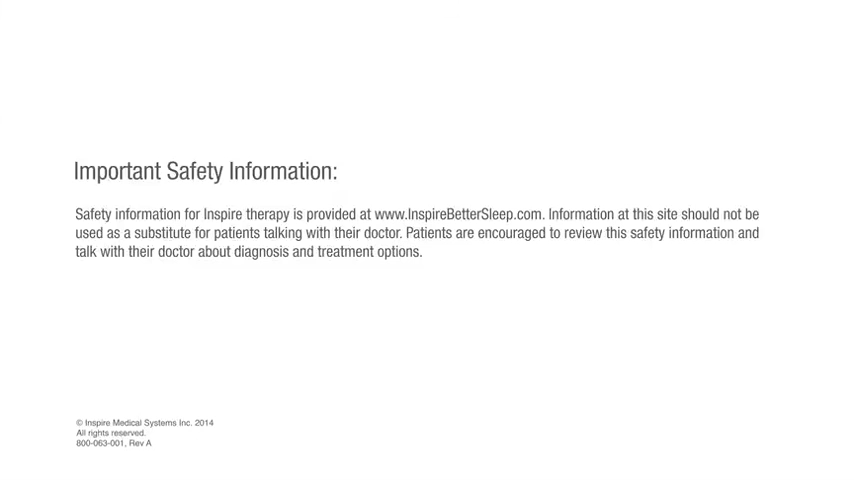 Important Safety Information:
Safety information for Inspire therapy is provided at www.InspireBetterSleep.com. Information at this site should not be
used as a substitute for patients talking with their doctor. Patients are encouraged to review this safety information and
talk with their doctor about diagnosis and treatment options.
© Inspire Medical Systems Inc. 2014
All rights reserved.
800-063-001, Rev A